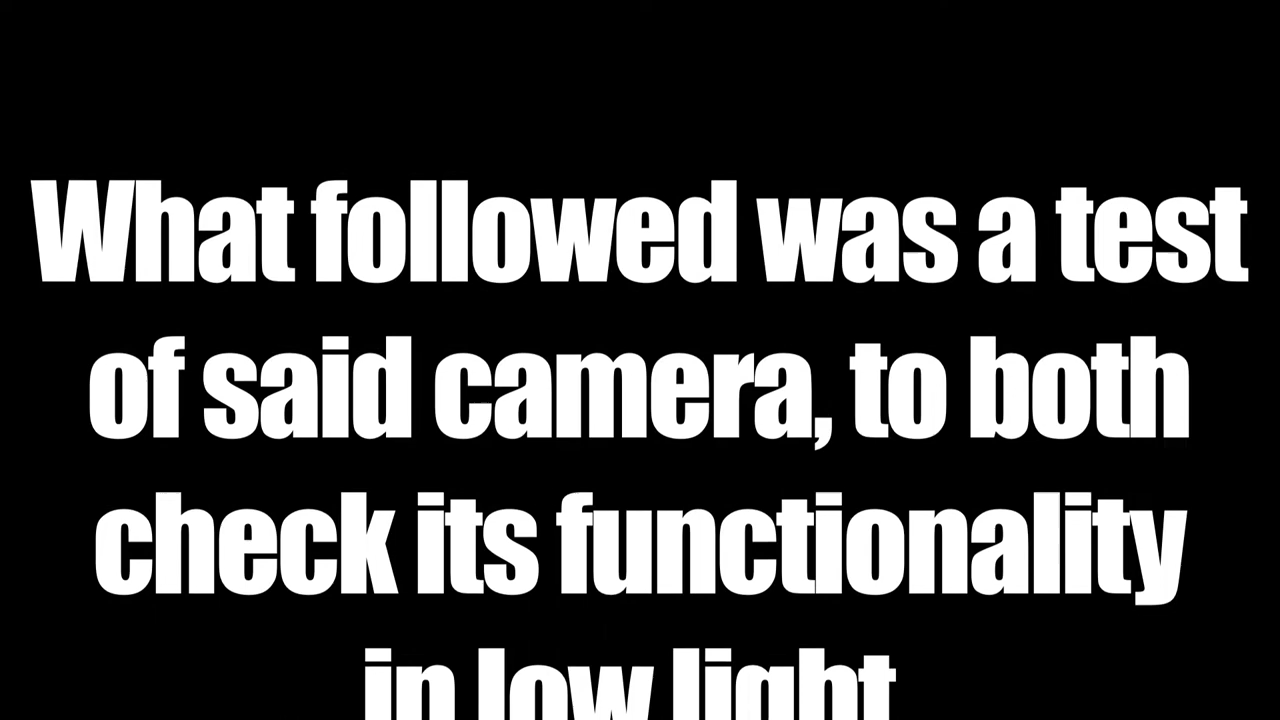 What followed was a test
of said camera, to both
check its functionality
in low light